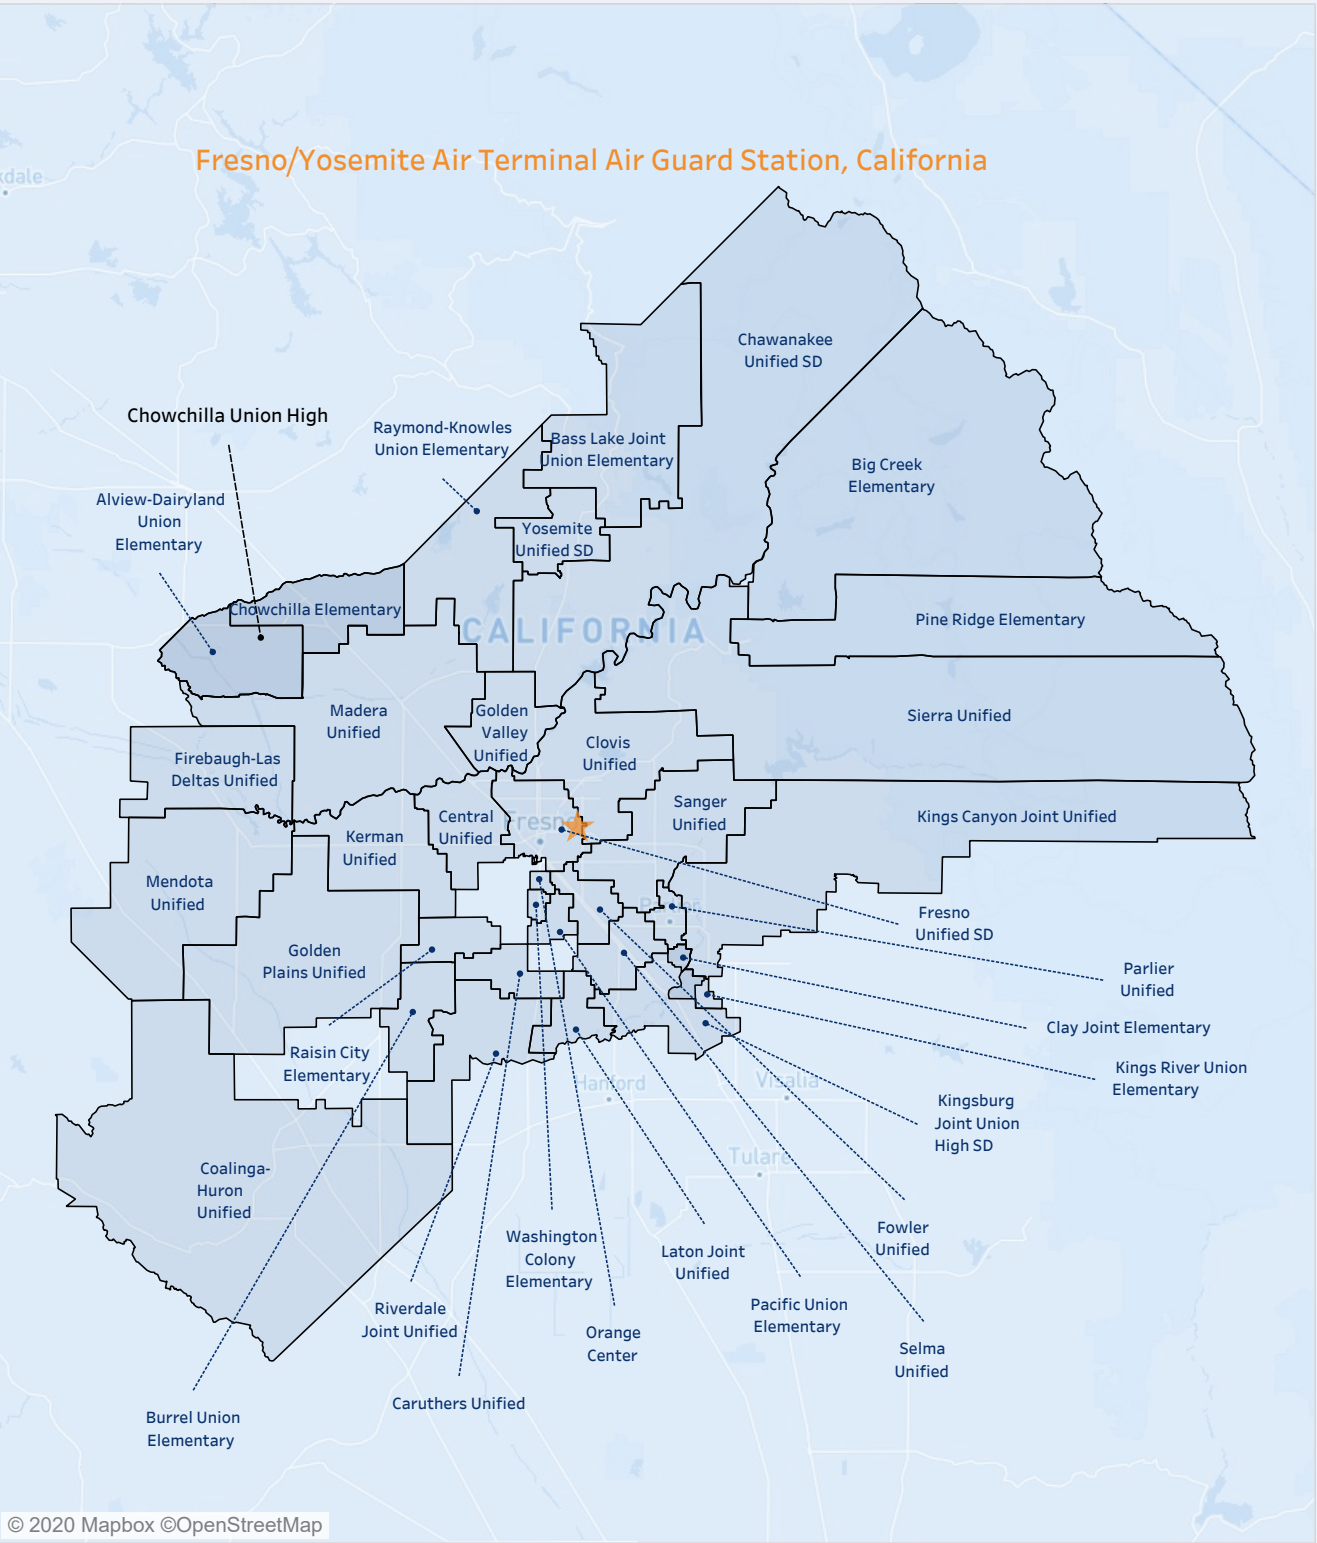 Fresno/Yosemite Air Terminal Air Guard Station, California
kdale
Chawanakee
Unified SD
Chowchilla Union High
Raymond-Knowles
Union Elementary
Bass Lake Joint
Union Elementary
Big Creek
Elementary
Alview-Dairyland
Union
Elementary
Yosemite
Unified SD
Chowchilla Elementary
CALIFORNIA
Pine Ridge Elementary
Madera
Unified
Golden
Valley
Unified
Sierra Unified
Clovis
Unified
Firebaugh-Las
Deltas Unified
Central
Unified
Fresno
Sanger
Unified
Kings Canyon Joint Unified
Kerman
Unified
Mendota
Unified
Parlier
Fresno
Unified SD
Golden
Plains Unified
Parlier
Unified
Clay Joint Elementary
Raisin City
Elementary
Kings River Union
Elementary
Hanford
Visalia
Kingsburg
Joint Union
High SD
Tulare
Coalinga-
Huron
Unified
Washington
Colony
Elementary
Laton Joint
Unified
Fowler
Unified
Riverdale
Joint Unified
Orange
Center
Pacific Union
Elementary
Selma
Unified
Caruthers Unified
Burrel Union
Elementary
© 2020 Mapbox ©OpenStreetMap